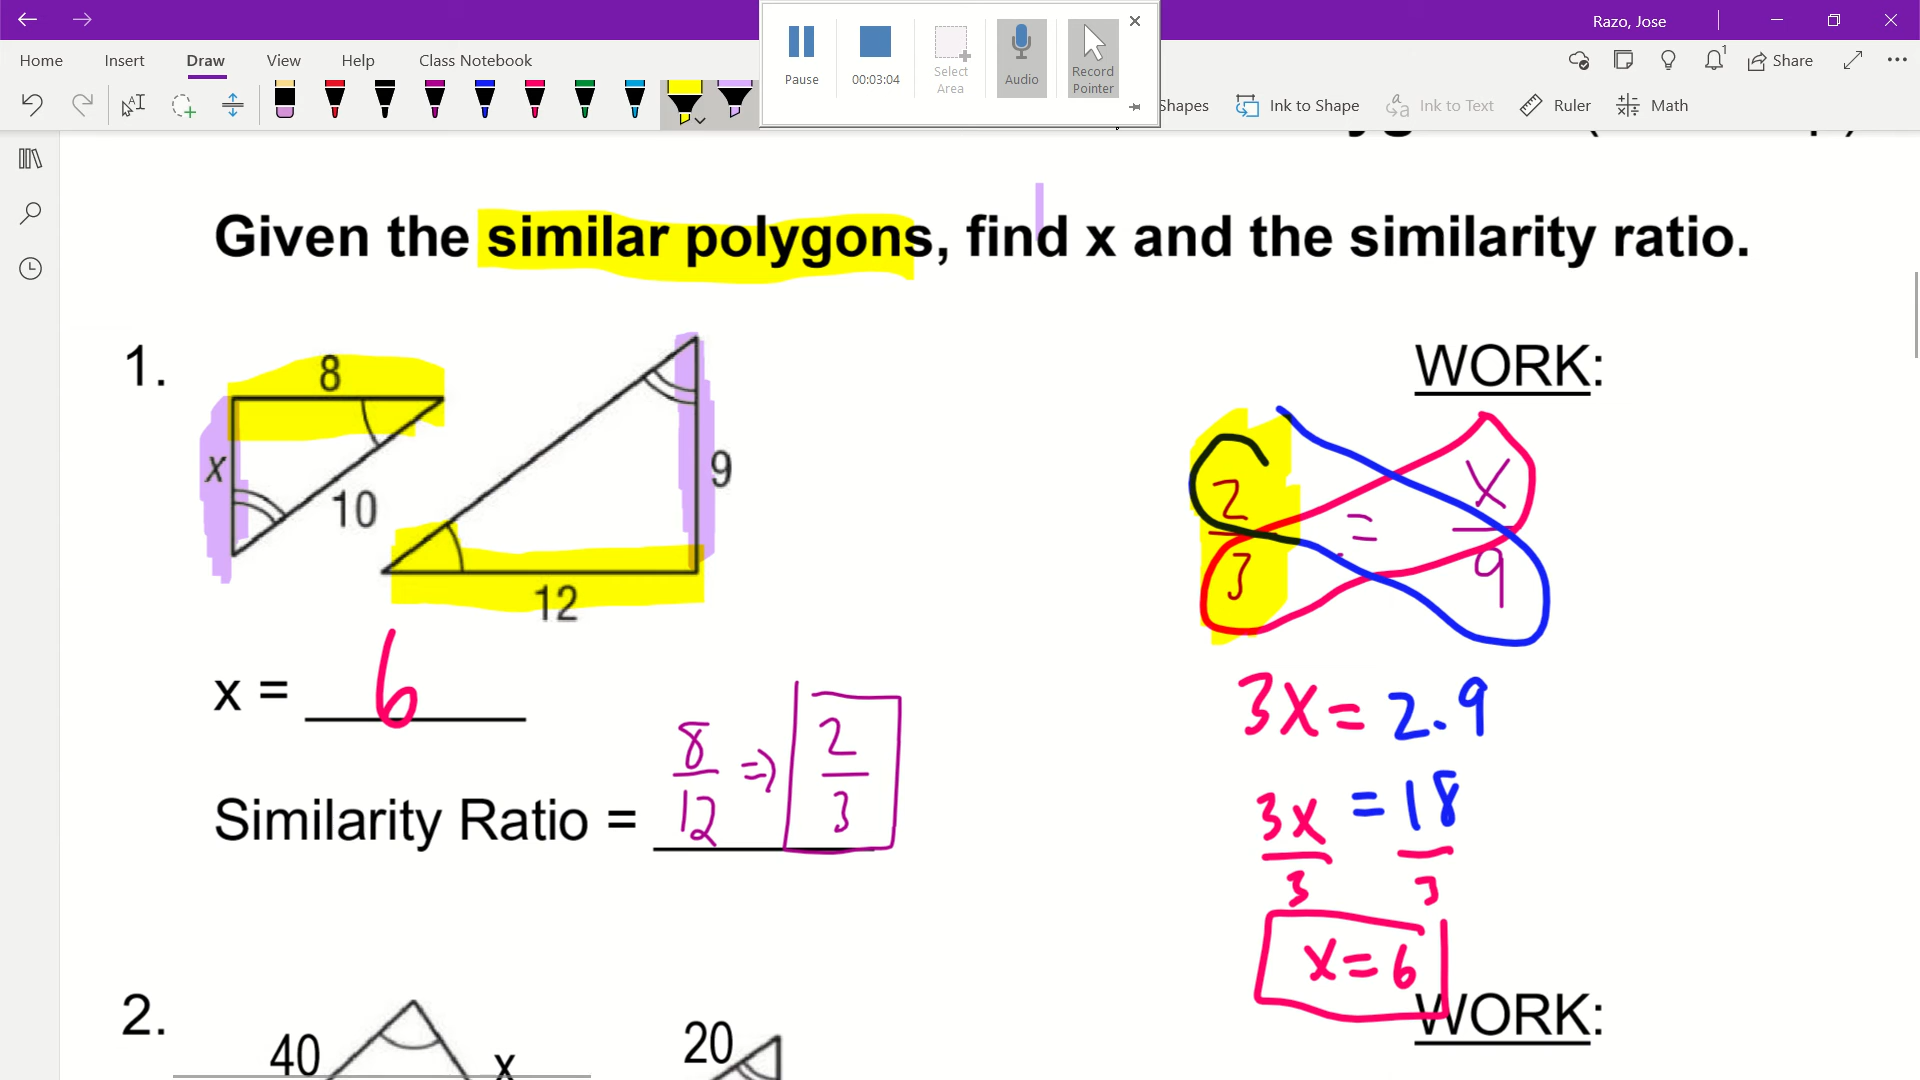 Razo, Jose
Home Insert Draw View Help Class Notebook
Pause 00:03:04 Select Area Audio Record Pointer
Share
Shapes Ink to Shape Ink to Text Ruler Math
Given the similar polygons, find x and the similarity ratio.
1.
8
x
10
9
12
WORK:
2/3 = x/9
3x = 2.9
3x = 18
3 3
x=6
x = 6
Similarity Ratio = 8/12 => 2/3
2.
40
x
20
WORK: